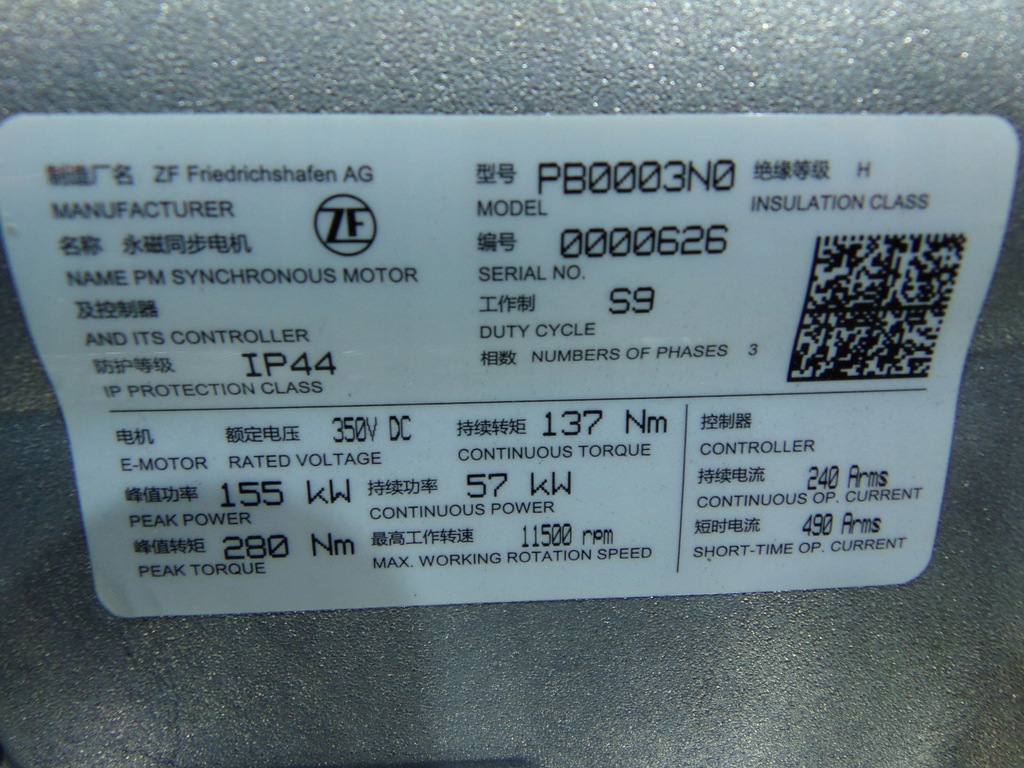 制造厂名 ZF Friedrichshafen AG
MANUFACTURER
ZF
名称 永磁同步电机
NAME PM SYNCHRONOUS MOTOR
及控制器
AND ITS CONTROLLER
防护等级 IP44
IP PROTECTION CLASS
型号 PB0003N0
MODEL
绝缘等级 H
INSULATION CLASS
编号 0000626
SERIAL NO.
工作制 S9
DUTY CYCLE
相数 NUMBERS OF PHASES 3
电机 额定电压 350V DC
E-MOTOR RATED VOLTAGE
持续转矩 137 Nm
CONTINUOUS TORQUE
峰值功率 155 kW
PEAK POWER
持续功率 57 kW
CONTINUOUS POWER
峰值转矩 280 Nm
PEAK TORQUE
最高工作转速 11500 rpm
MAX. WORKING ROTATION SPEED
控制器
CONTROLLER
持续电流 240 Arms
CONTINUOUS OP. CURRENT
短时电流 490 Arms
SHORT-TIME OP. CURRENT